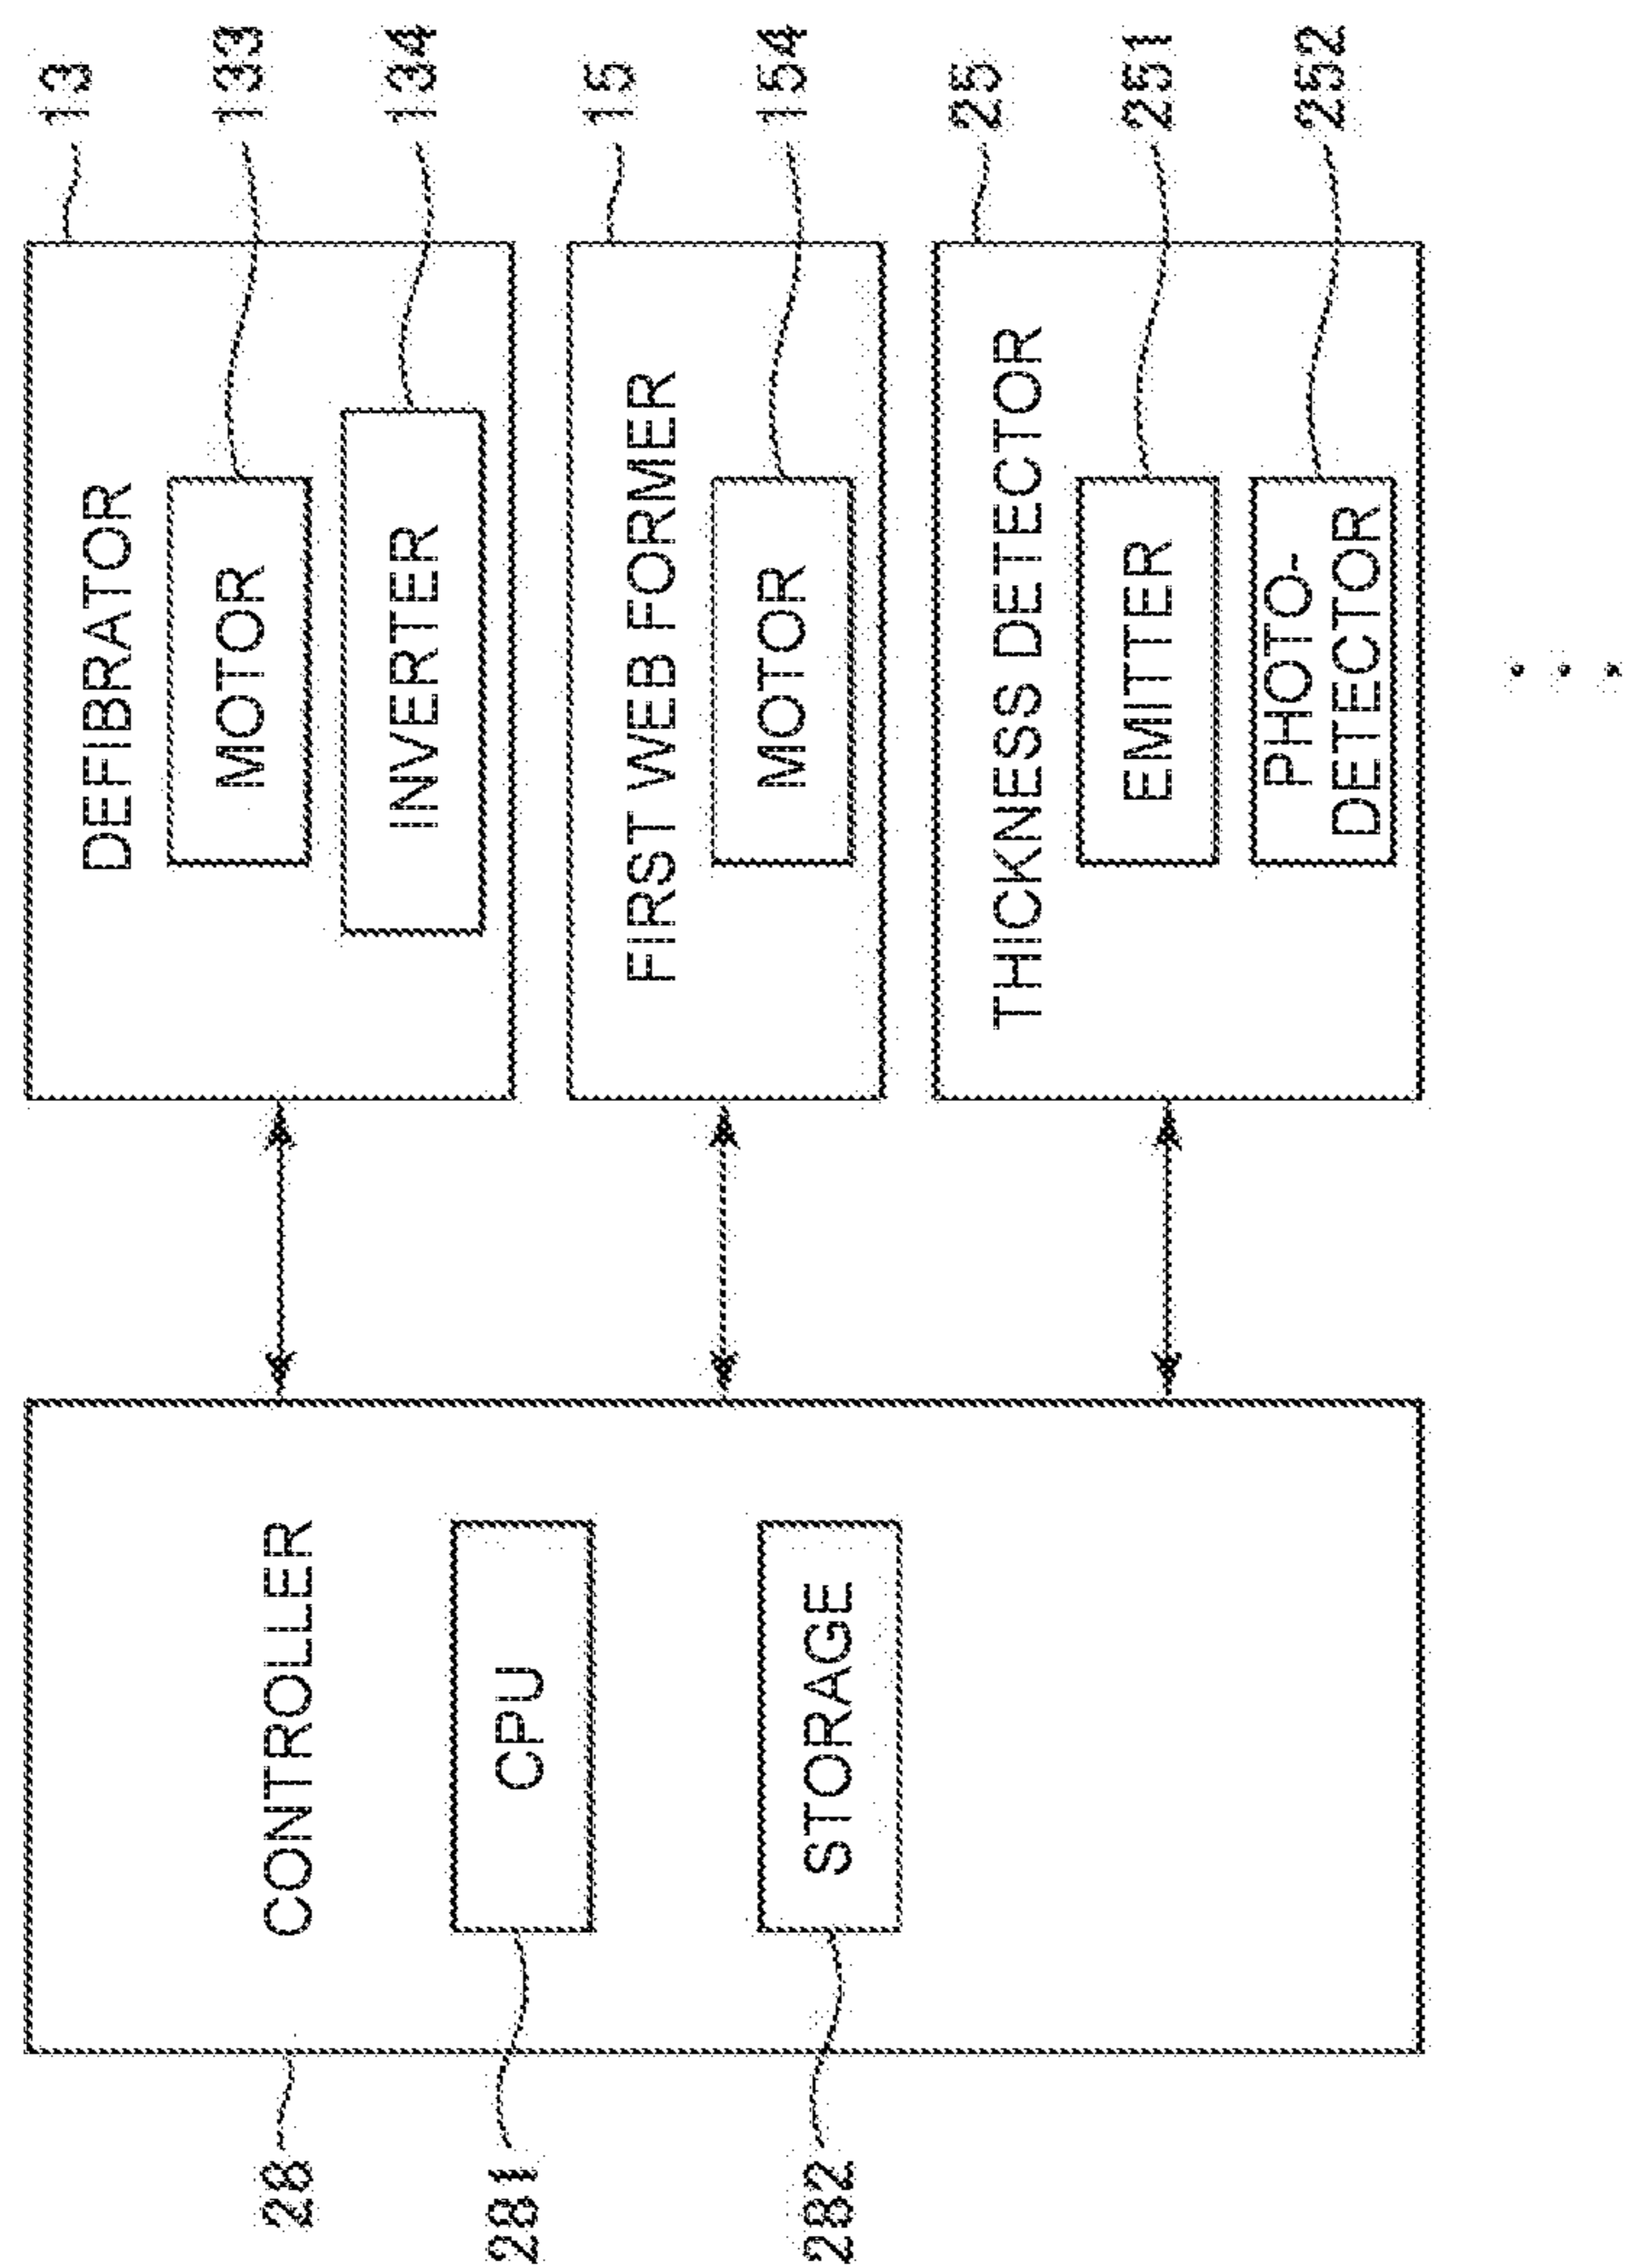 28
CONTROLLER
281
CPU
282
STORAGE
DEFIBRATOR
13
MOTOR
133
INVERTER
134
FIRST WEB FORMER
15
MOTOR
154
THICKNESS DETECTOR
25
EMITTER
251
PHOTO-
DETECTOR
252
. . .